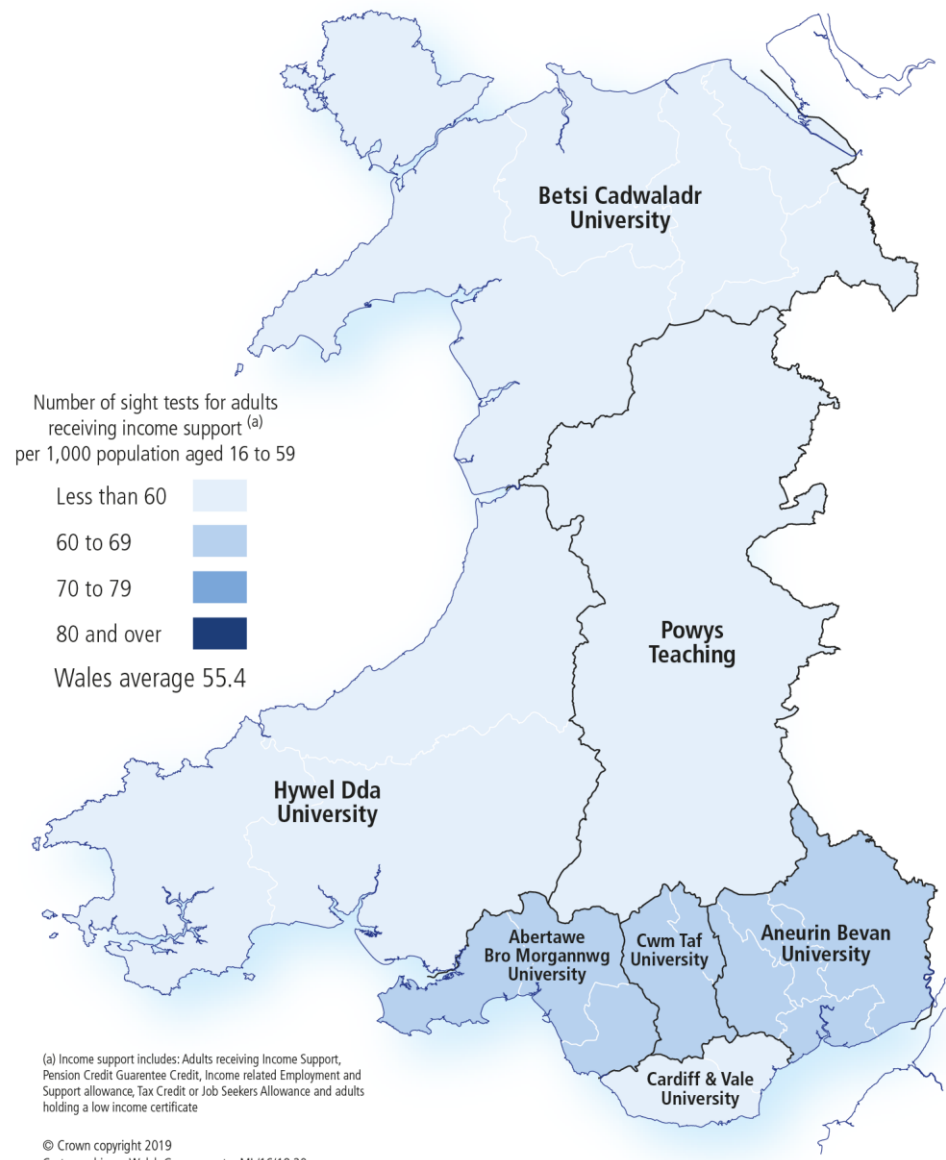 Betsi Cadwaladr
University
Number of sight tests for adults
receiving income support (a)
per 1,000 population aged 16 to 59
Less than 60
60 to 69
70 to 79
80 and over
Wales average 55.4
Powys
Teaching
Hywel Dda
University
Abertawe
Bro Morgannwg
University
Cwm Taf
University
Aneurin Bevan
University
Cardiff & Vale
University
(a) Income support includes: Adults receiving Income Support,
Pension Credit Guarentee Credit, Income related Employment and
Support allowance, Tax Credit or Job Seekers Allowance and adults
holding a low income certificate
© Crown copyright 2019